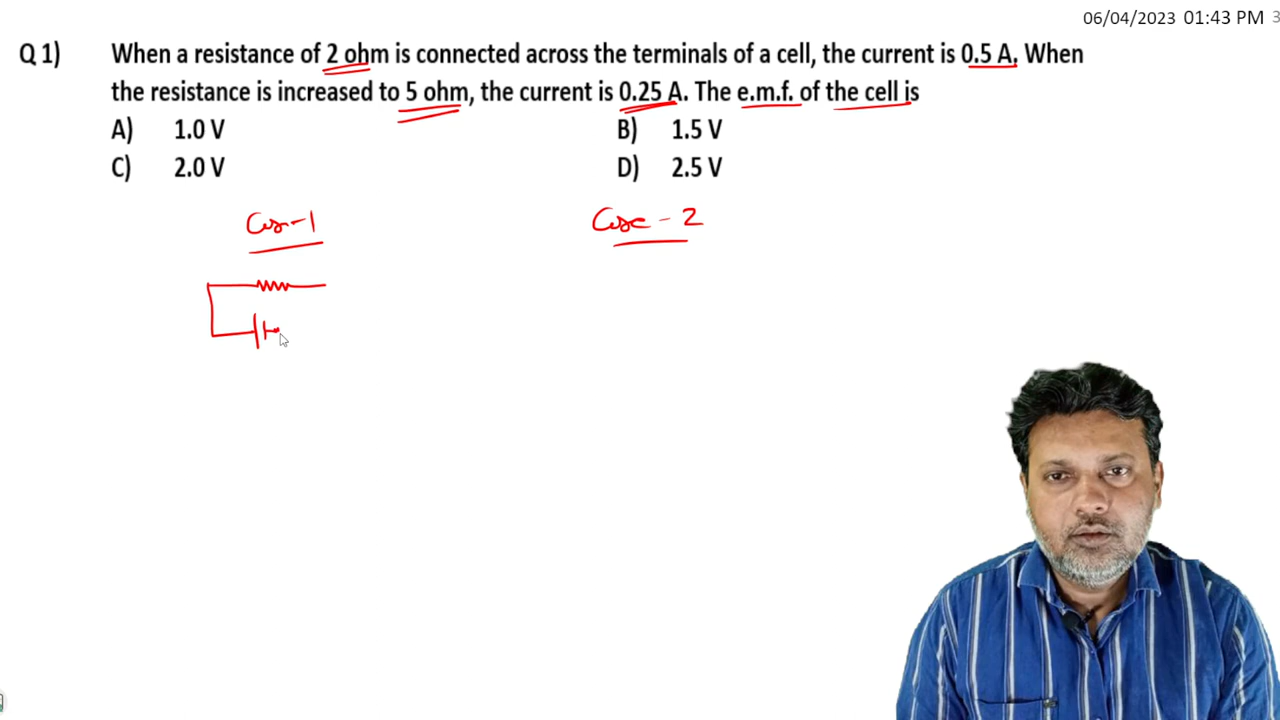 06/04/2023 01:43 PM 3
Q 1) When a resistance of 2 ohm is connected across the terminals of a cell, the current is 0.5 A. When
the resistance is increased to 5 ohm, the current is 0.25 A. The e.m.f. of the cell is
A) 1.0 V B) 1.5 V
C) 2.0 V D) 2.5 V
Case-1 Case-2